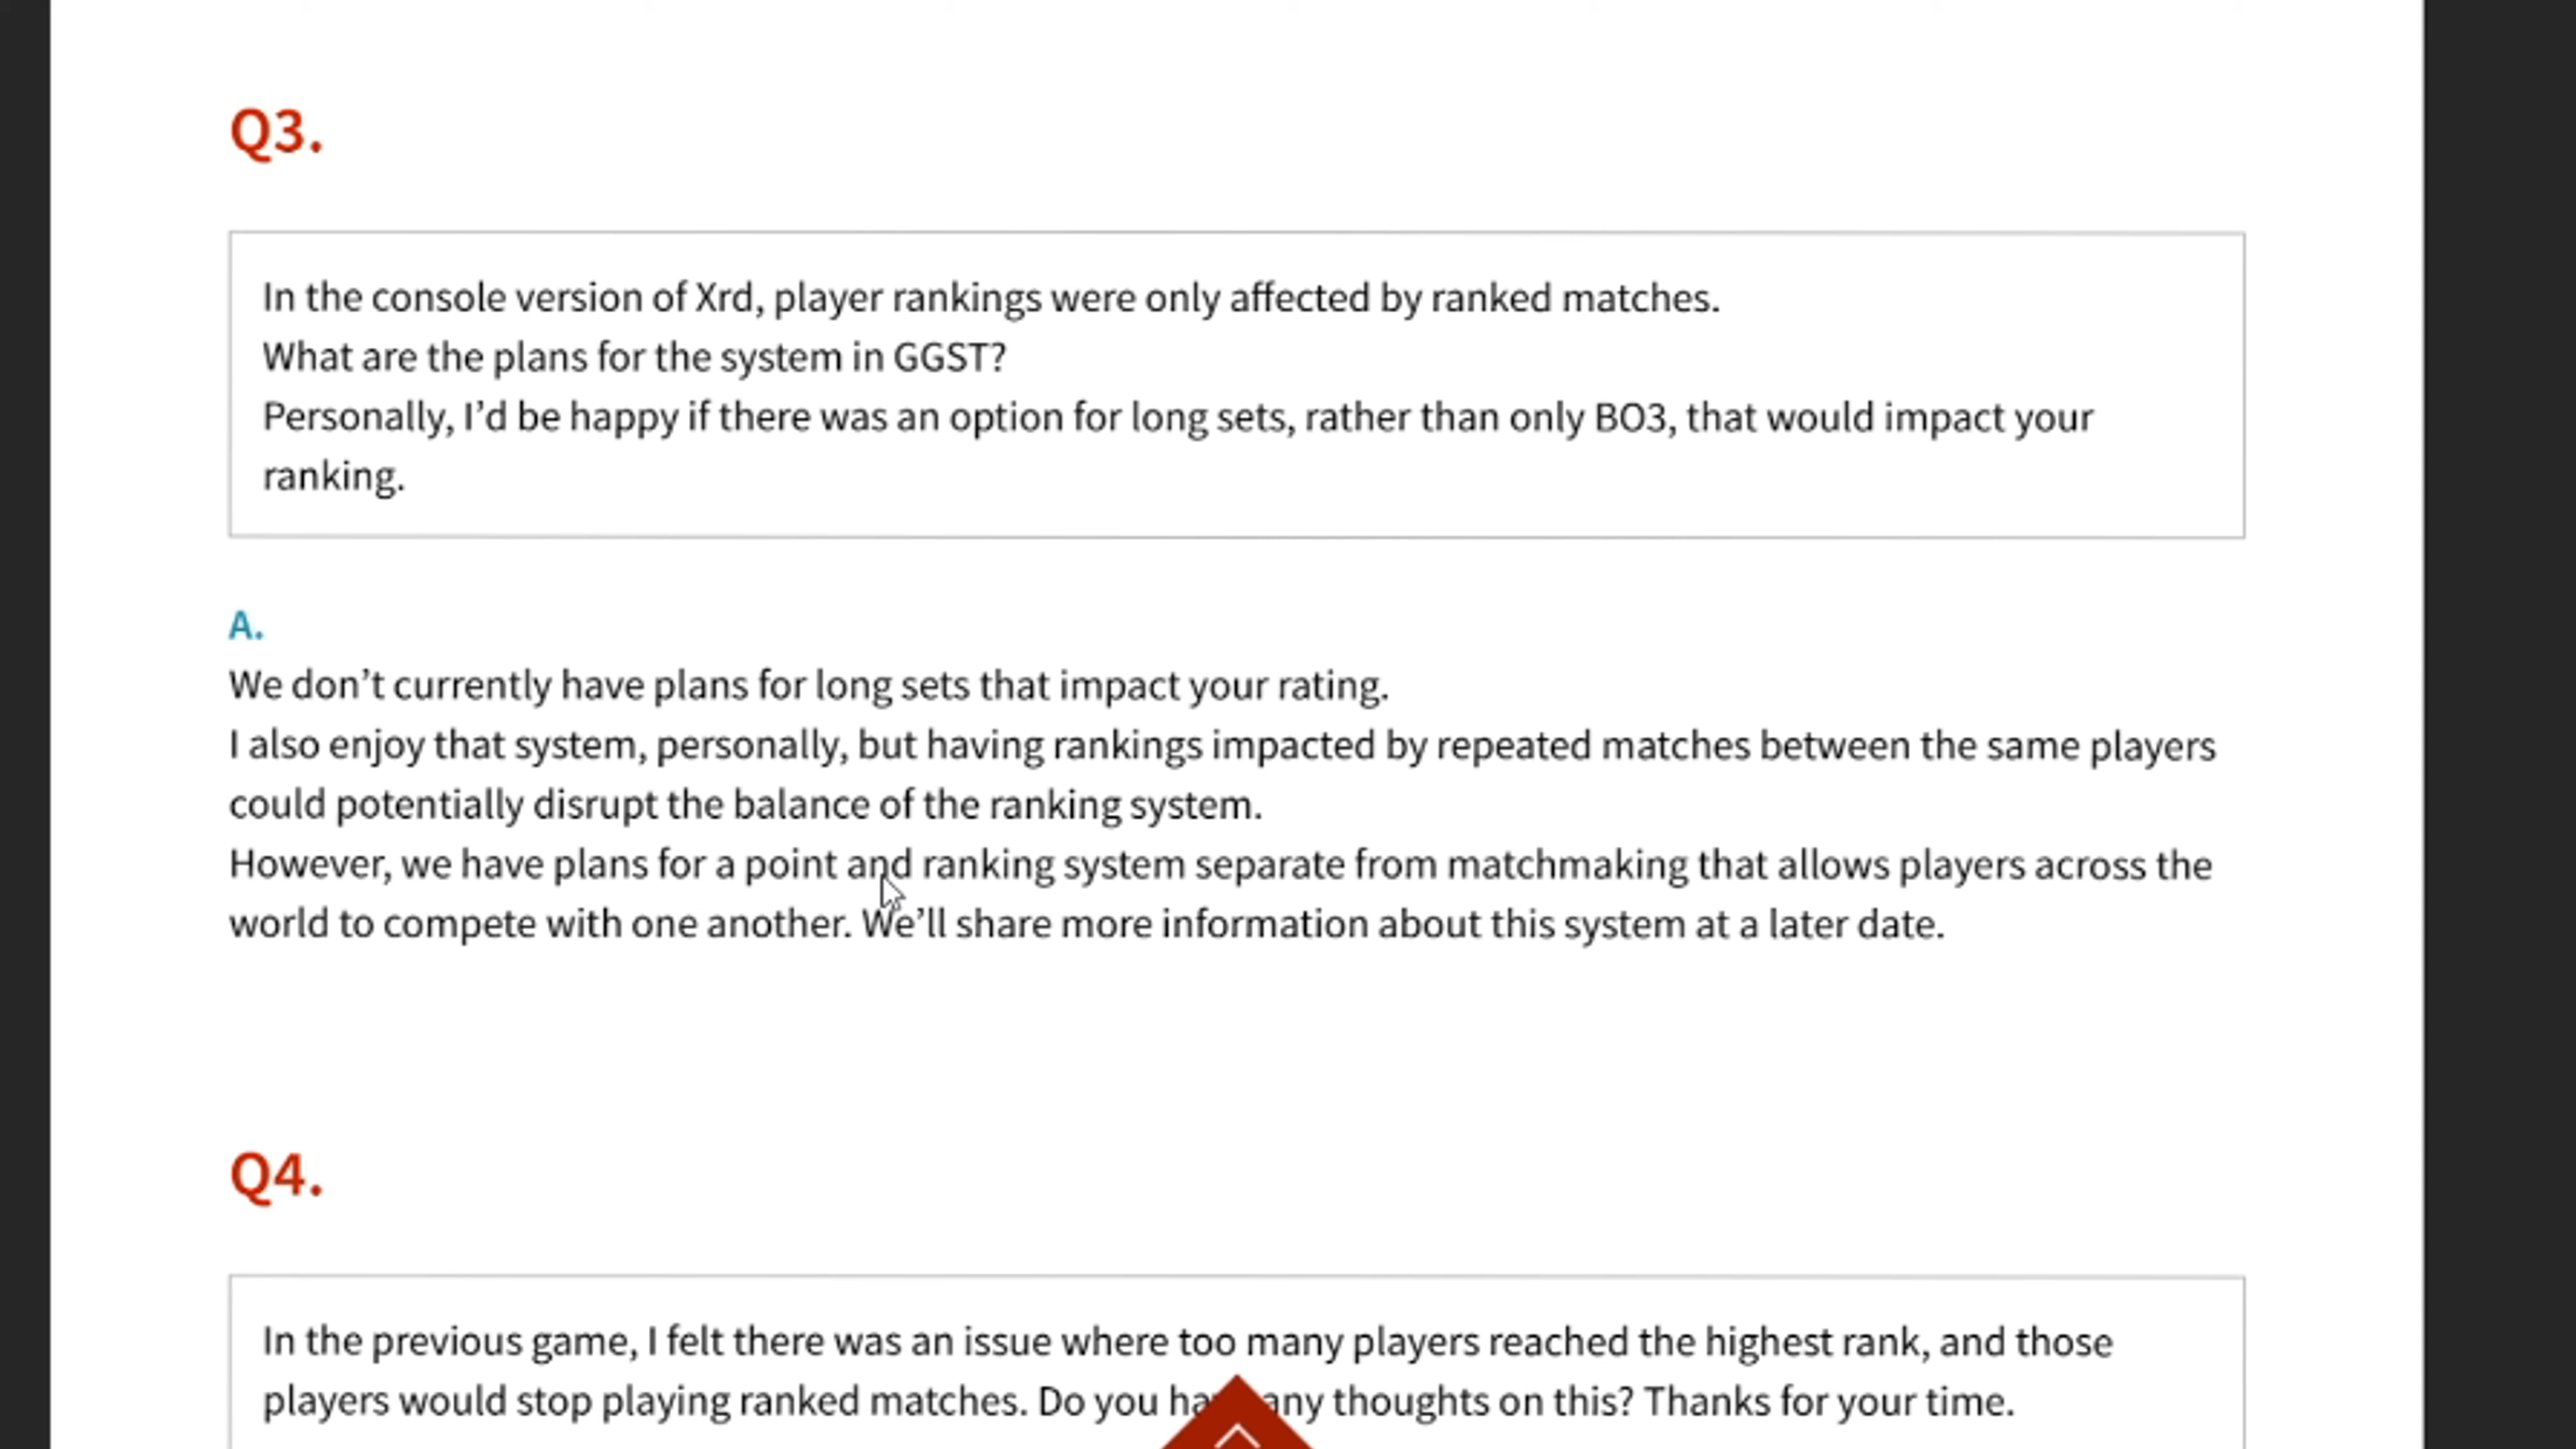 Q3.
In the console version of Xrd, player rankings were only affected by ranked matches.
What are the plans for the system in GGST?
Personally, I’d be happy if there was an option for long sets, rather than only BO3, that would impact your
ranking.
A.
We don’t currently have plans for long sets that impact your rating.
I also enjoy that system, personally, but having rankings impacted by repeated matches between the same players
could potentially disrupt the balance of the ranking system.
However, we have plans for a point and ranking system separate from matchmaking that allows players across the
world to compete with one another. We’ll share more information about this system at a later date.
Q4.
In the previous game, I felt there was an issue where too many players reached the highest rank, and those
players would stop playing ranked matches. Do you any thoughts on this? Thanks for your time.